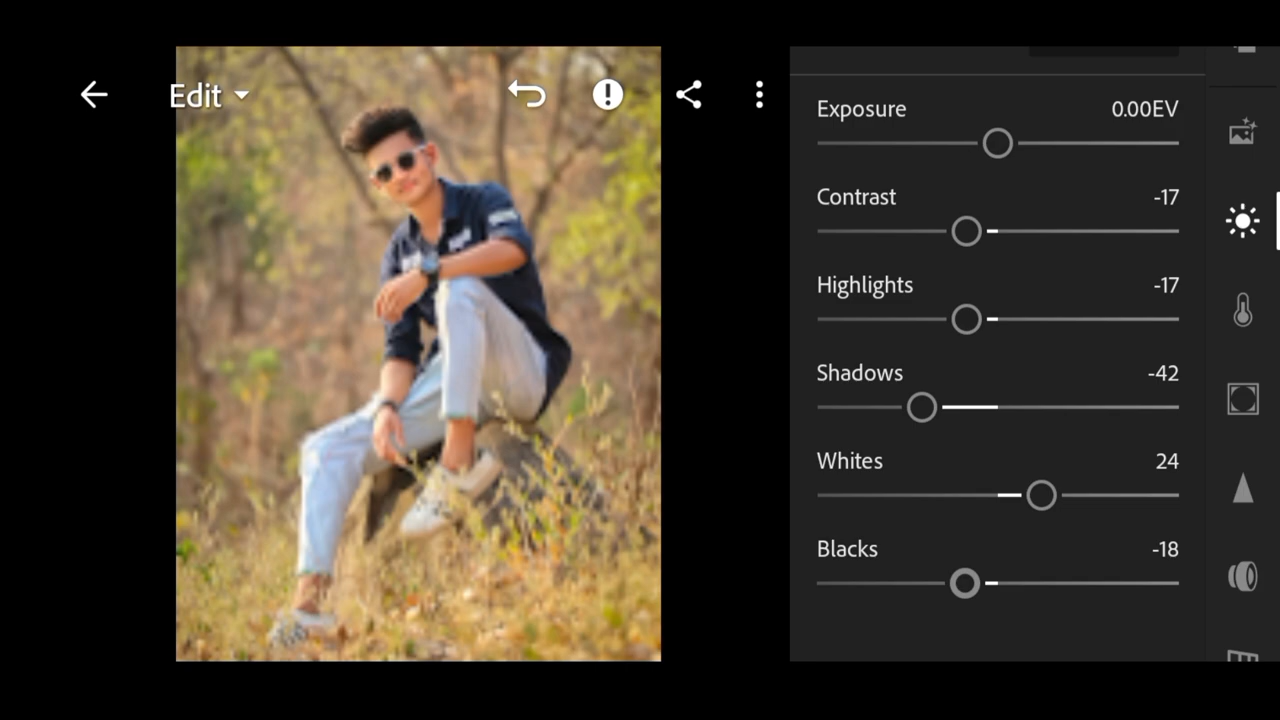 Edit
Exposure 0.00EV
Contrast -17
Highlights -17
Shadows -42
Whites 24
Blacks -18